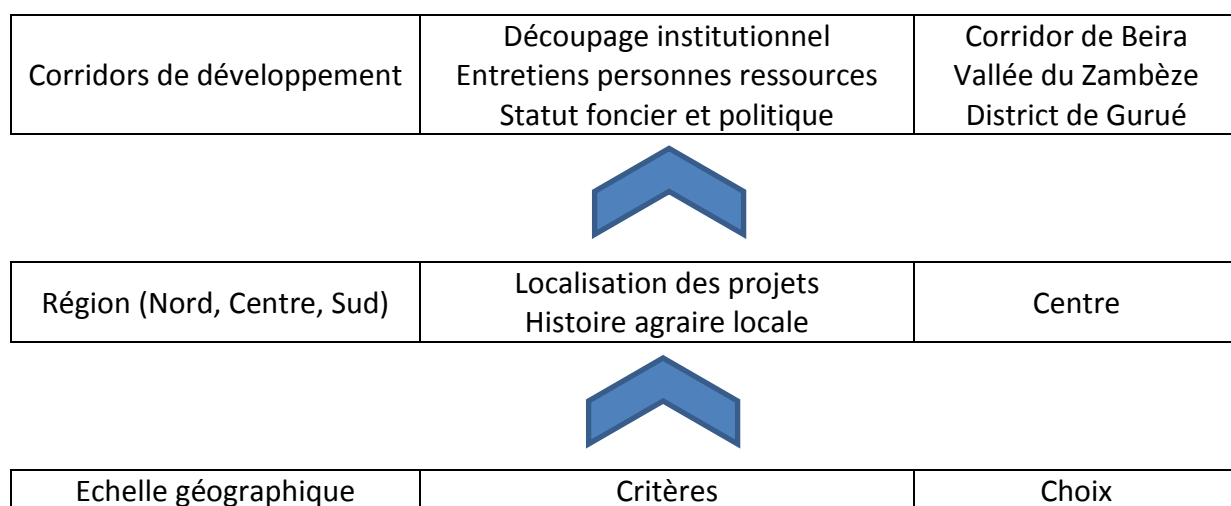 Corridors de développement
Découpage institutionnel
Entretiens personnes ressources
Statut foncier et politique
Corridor de Beira
Vallée du Zambèze
District de Gurué
Région (Nord, Centre, Sud)
Localisation des projets
Histoire agraire locale
Centre
Echelle géographique
Critères
Choix